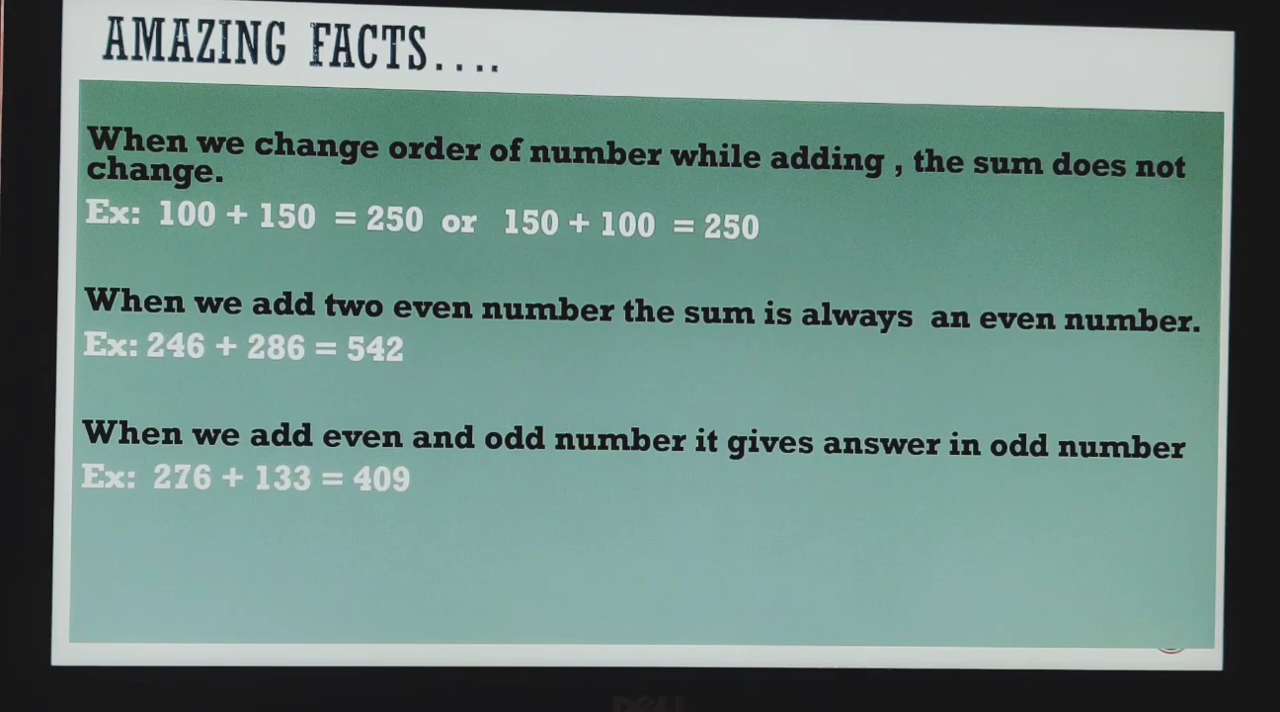 AMAZING FACTS....
When we change order of number while adding , the sum does not
change.
Ex: 100 + 150 = 250 or 150 + 100 = 250
When we add two even number the sum is always an even number.
Ex: 246 + 286 = 542
When we add even and odd number it gives answer in odd number
Ex: 276 + 133 = 409
DELL